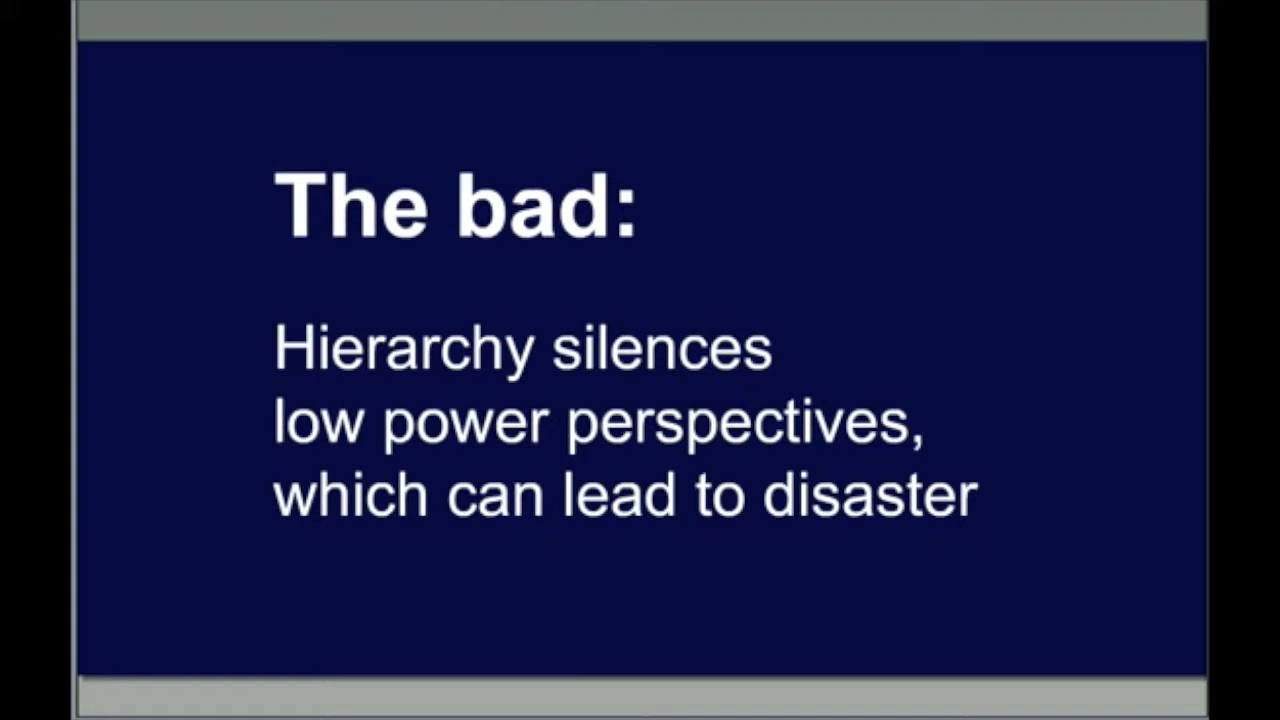 The bad:
Hierarchy silences
low power perspectives,
which can lead to disaster